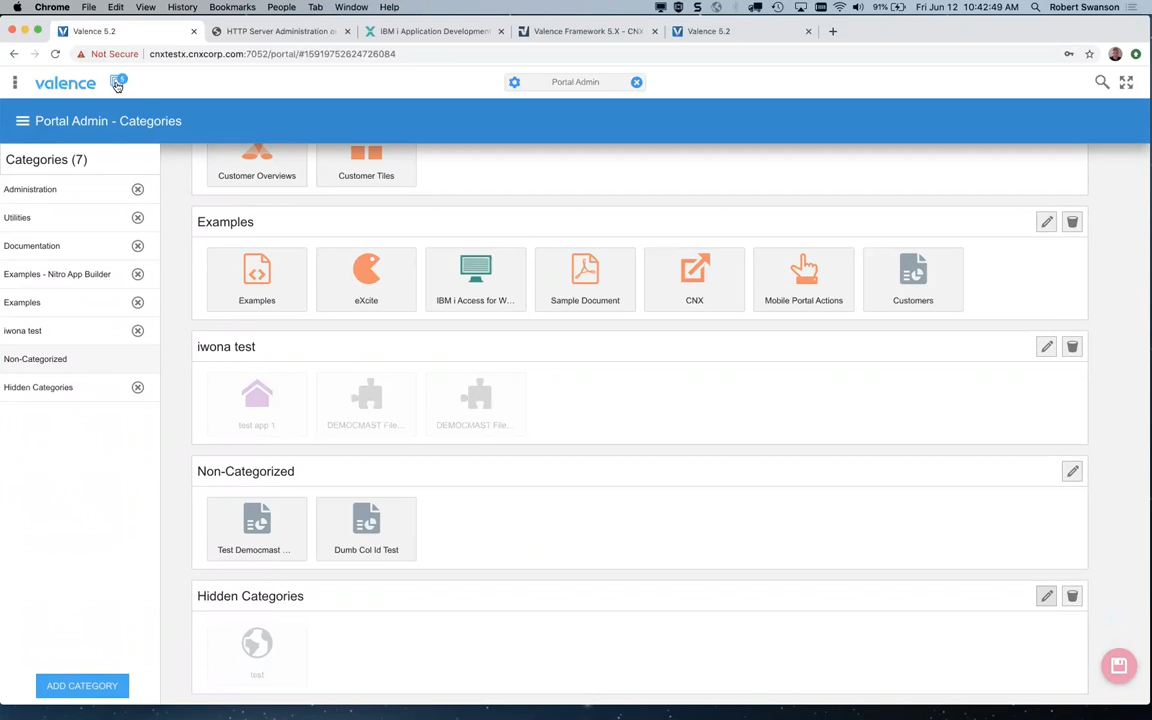 Chrome File Edit View History Bookmarks People Tab Window Help 91% Fri Jun 12 10:42:49 AM Robert Swanson
Valence 5.2 HTTP Server Administration o IBM i Application Development Valence Framework 5.X - CNX Valence 5.2
Not Secure cnxtestx.cnxcorp.com:7052/portal/#15919752624726084
valence 5 Portal Admin
Portal Admin - Categories
Categories (7)
Administration
Utilities
Documentation
Examples - Nitro App Builder
Examples
iwona test
Non-Categorized
Hidden Categories
ADD CATEGORY
Customer Overviews Customer Tiles
Examples
Examples eXcite IBM i Access for W... Sample Document CNX Mobile Portal Actions Customers
iwona test
test app 1 DEMOCMAST File... DEMOCMAST File...
Non-Categorized
Test Democmast ... Dumb Col Id Test
Hidden Categories
test